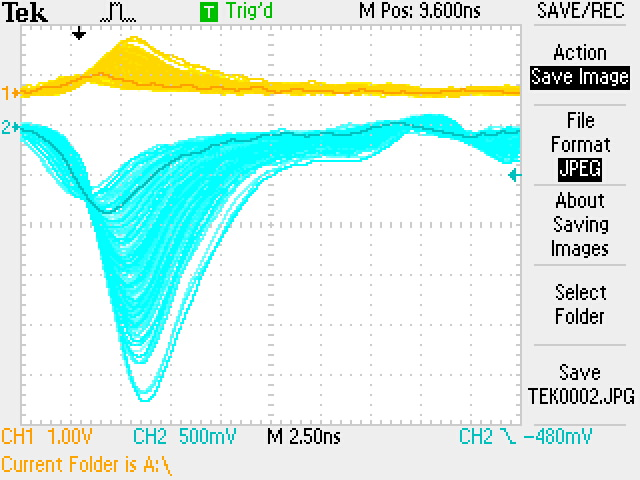 Tek T Trig'd M Pos: 9.600ns SAVE/REC
Action
Save Image
File
Format
JPEG
About
Saving
Images
Select
Folder
Save
TEK0002.JPG
1
2
CH1 1.00V CH2 500mV M 2.50ns CH2 \ -480mV
Current Folder is A:\